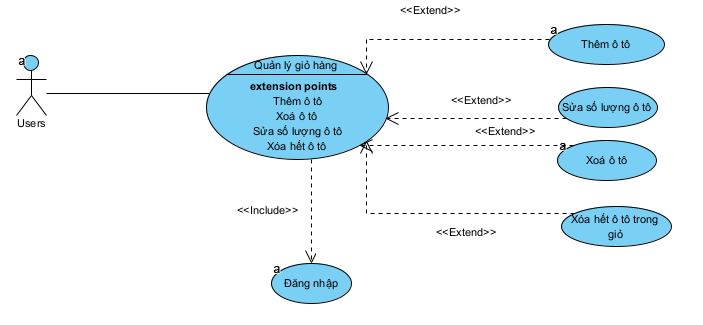 <<Extend>>
a
Thêm ô tô
a
Users
Quản lý giỏ hàng
extension points
Thêm ô tô
Xoá ô tô
Sửa số lượng ô tô
Xóa hết ô tô
<<Extend>>
Sửa số lượng ô tô
<<Extend>>
a
Xoá ô tô
<<Include>>
Xóa hết ô tô trong
giỏ
<<Extend>>
a
Đăng nhập